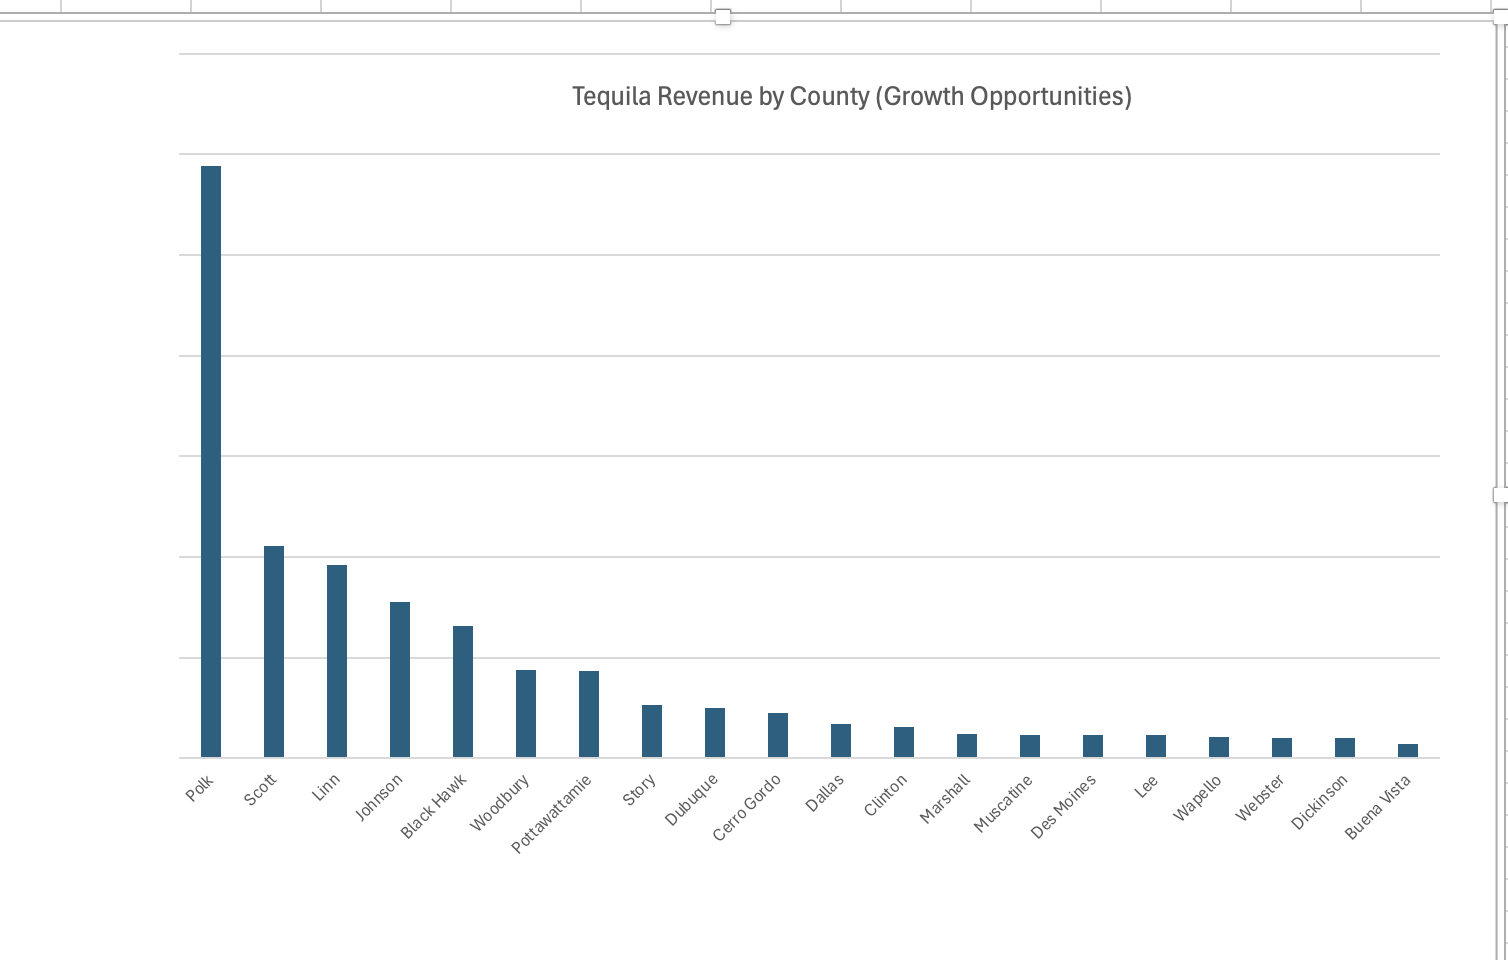 Tequila Revenue by County (Growth Opportunities)
Polk
Scott
Linn
Johnson
Black Hawk
Woodbury
Pottawattamie
Story
Dubuque
Cerro Gordo
Dallas
Clinton
Marshall
Muscatine
Des Moines
Lee
Wapello
Webster
Dickinson
Buena Vista